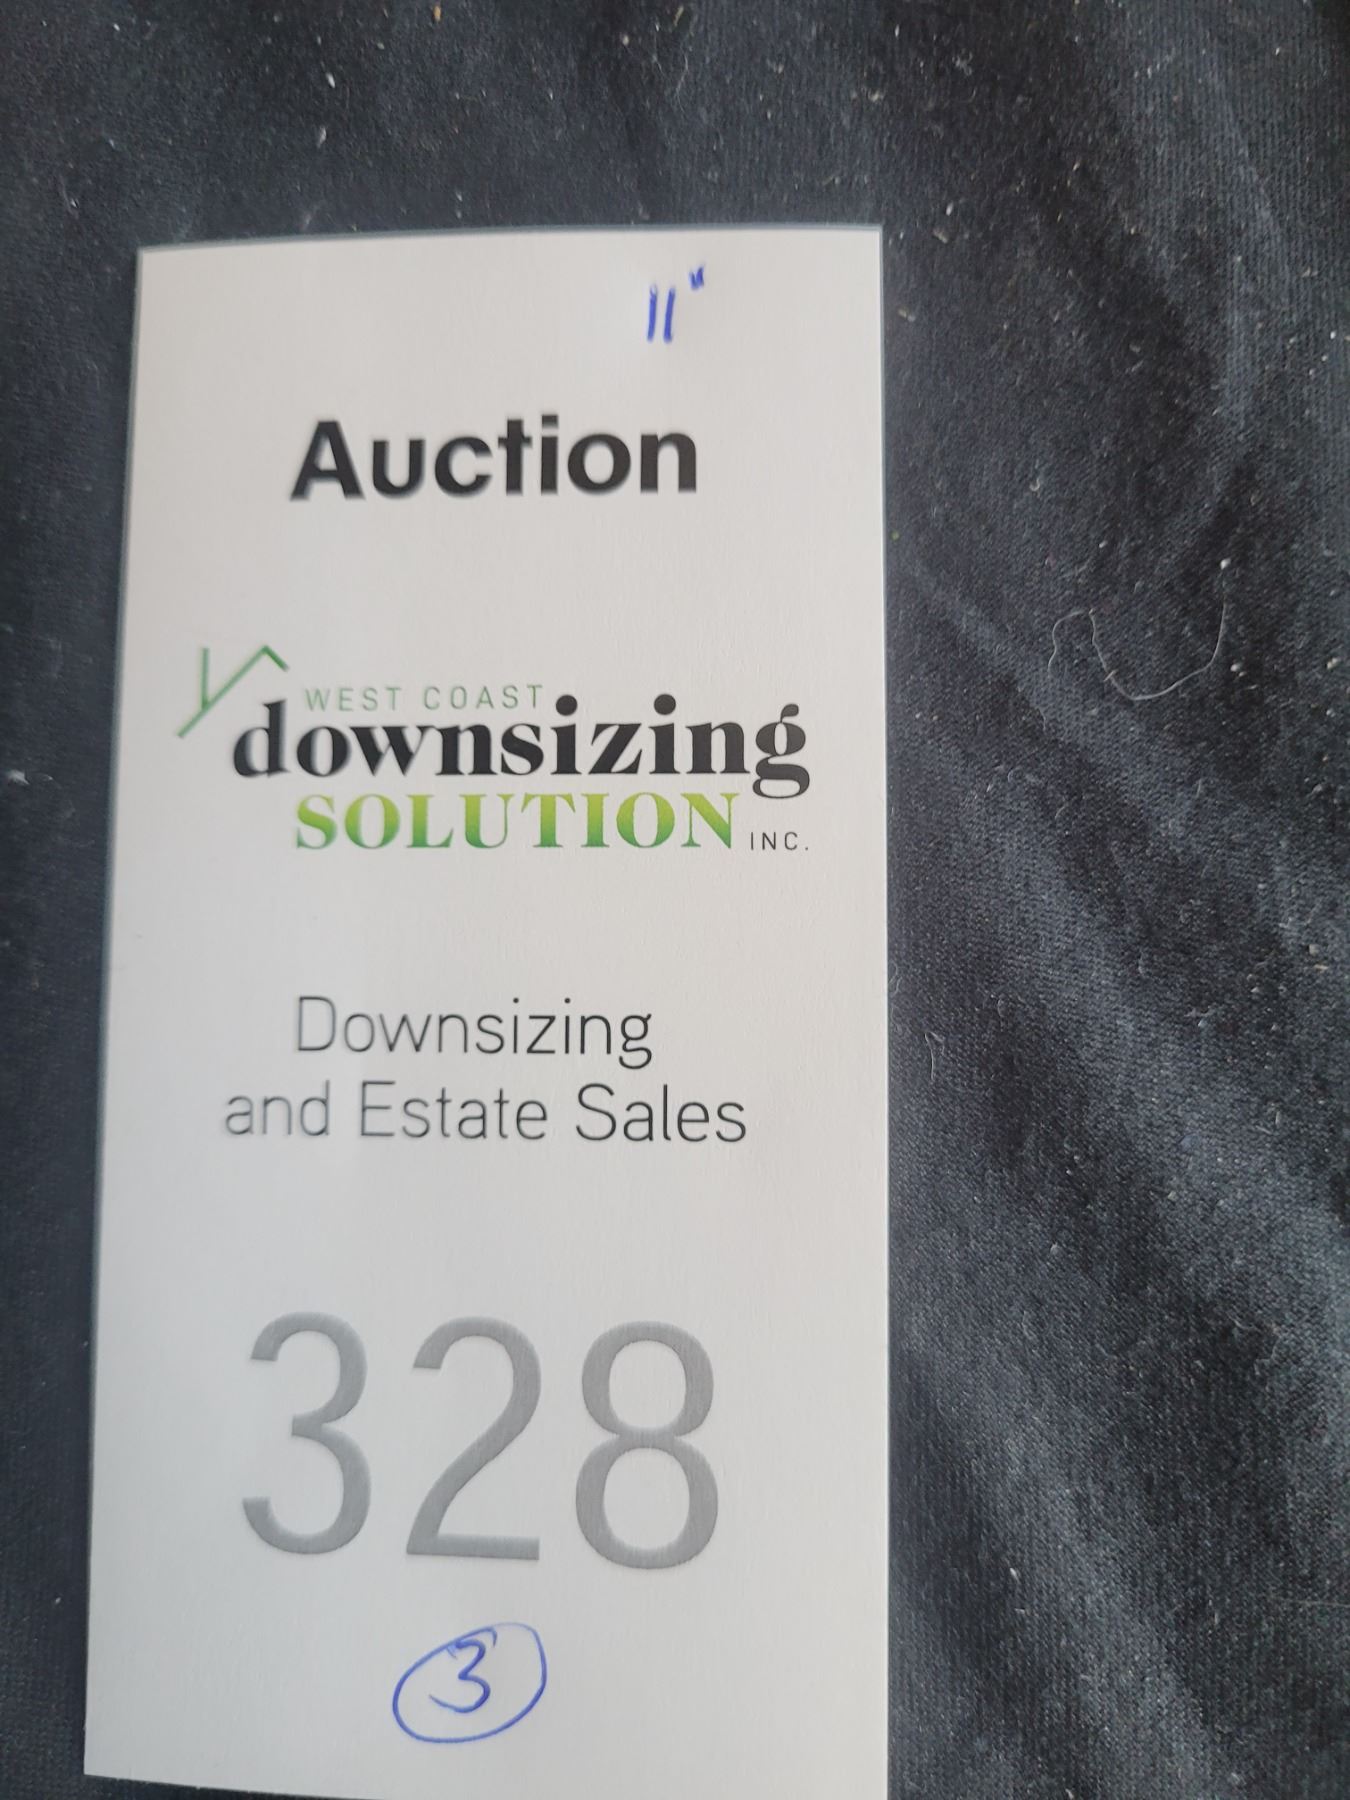 11"
Auction
WEST COAST
downsizing
SOLUTION INC.
Downsizing
and Estate Sales
328
3